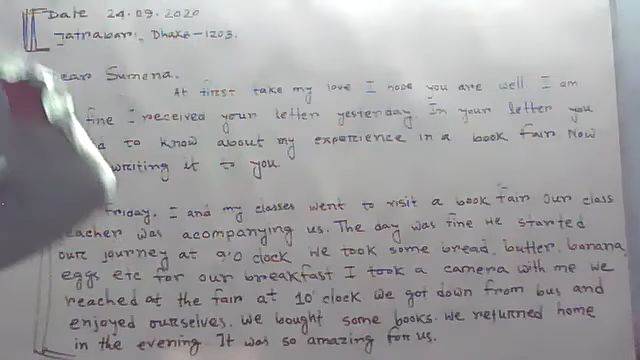 Date 24.09.2020
Jatrabari, Dhaka-1203.
ear Sumena.
At first take my love I hope you are well I am
fine I received your letter yesterday. In your letter you
to know about my experience in a book fair Now
writing it to you.
Friday, I and my classes went to visit a book fair our class
eacher was acompanying us. The day was fine we started
our journey at 9.0 clock we took some bread, butter, banana
eggs etc for our breakfast I took a camera with me we
reached at the fair at 10 clock we got down from bus and
enjoyed ourselves. we bought some books. we returned home
in the evening. It was so amazing for us.